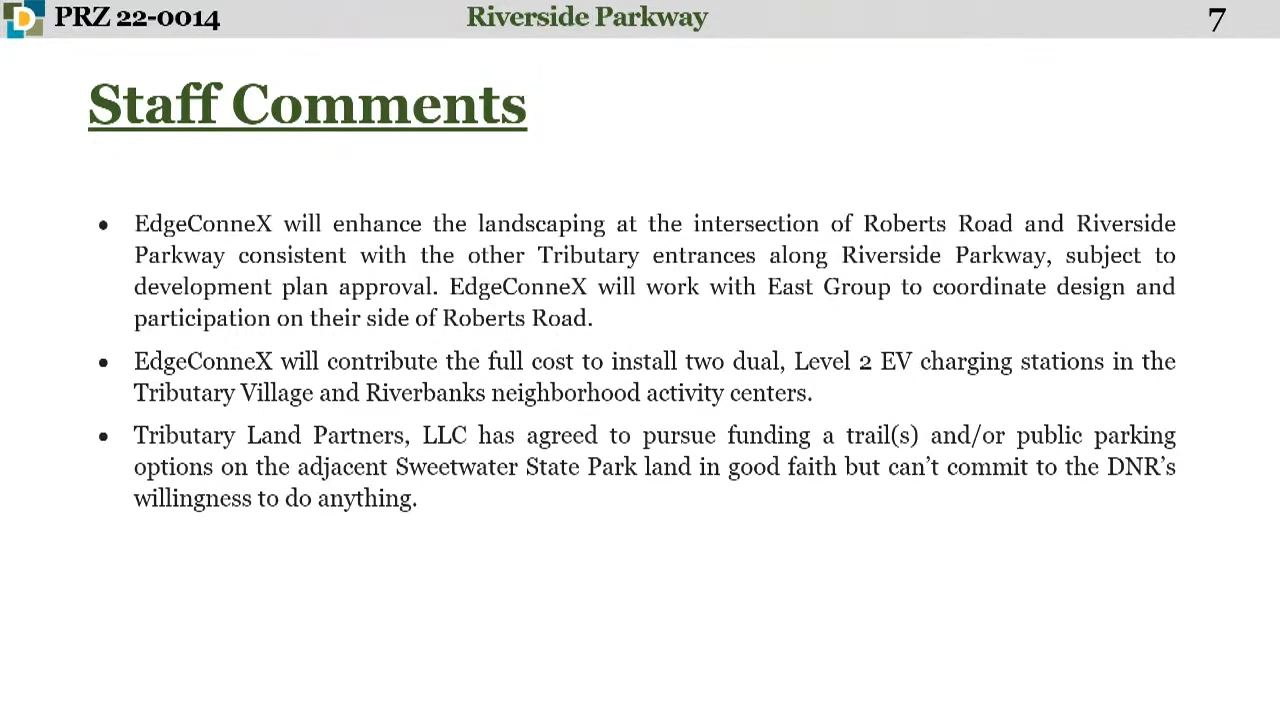 D PRZ 22-0014 Riverside Parkway 7
Staff Comments
• EdgeConneX will enhance the landscaping at the intersection of Roberts Road and Riverside
Parkway consistent with the other Tributary entrances along Riverside Parkway, subject to
development plan approval. EdgeConneX will work with East Group to coordinate design and
participation on their side of Roberts Road.
• EdgeConneX will contribute the full cost to install two dual, Level 2 EV charging stations in the
Tributary Village and Riverbanks neighborhood activity centers.
• Tributary Land Partners, LLC has agreed to pursue funding a trail(s) and/or public parking
options on the adjacent Sweetwater State Park land in good faith but can’t commit to the DNR’s
willingness to do anything.